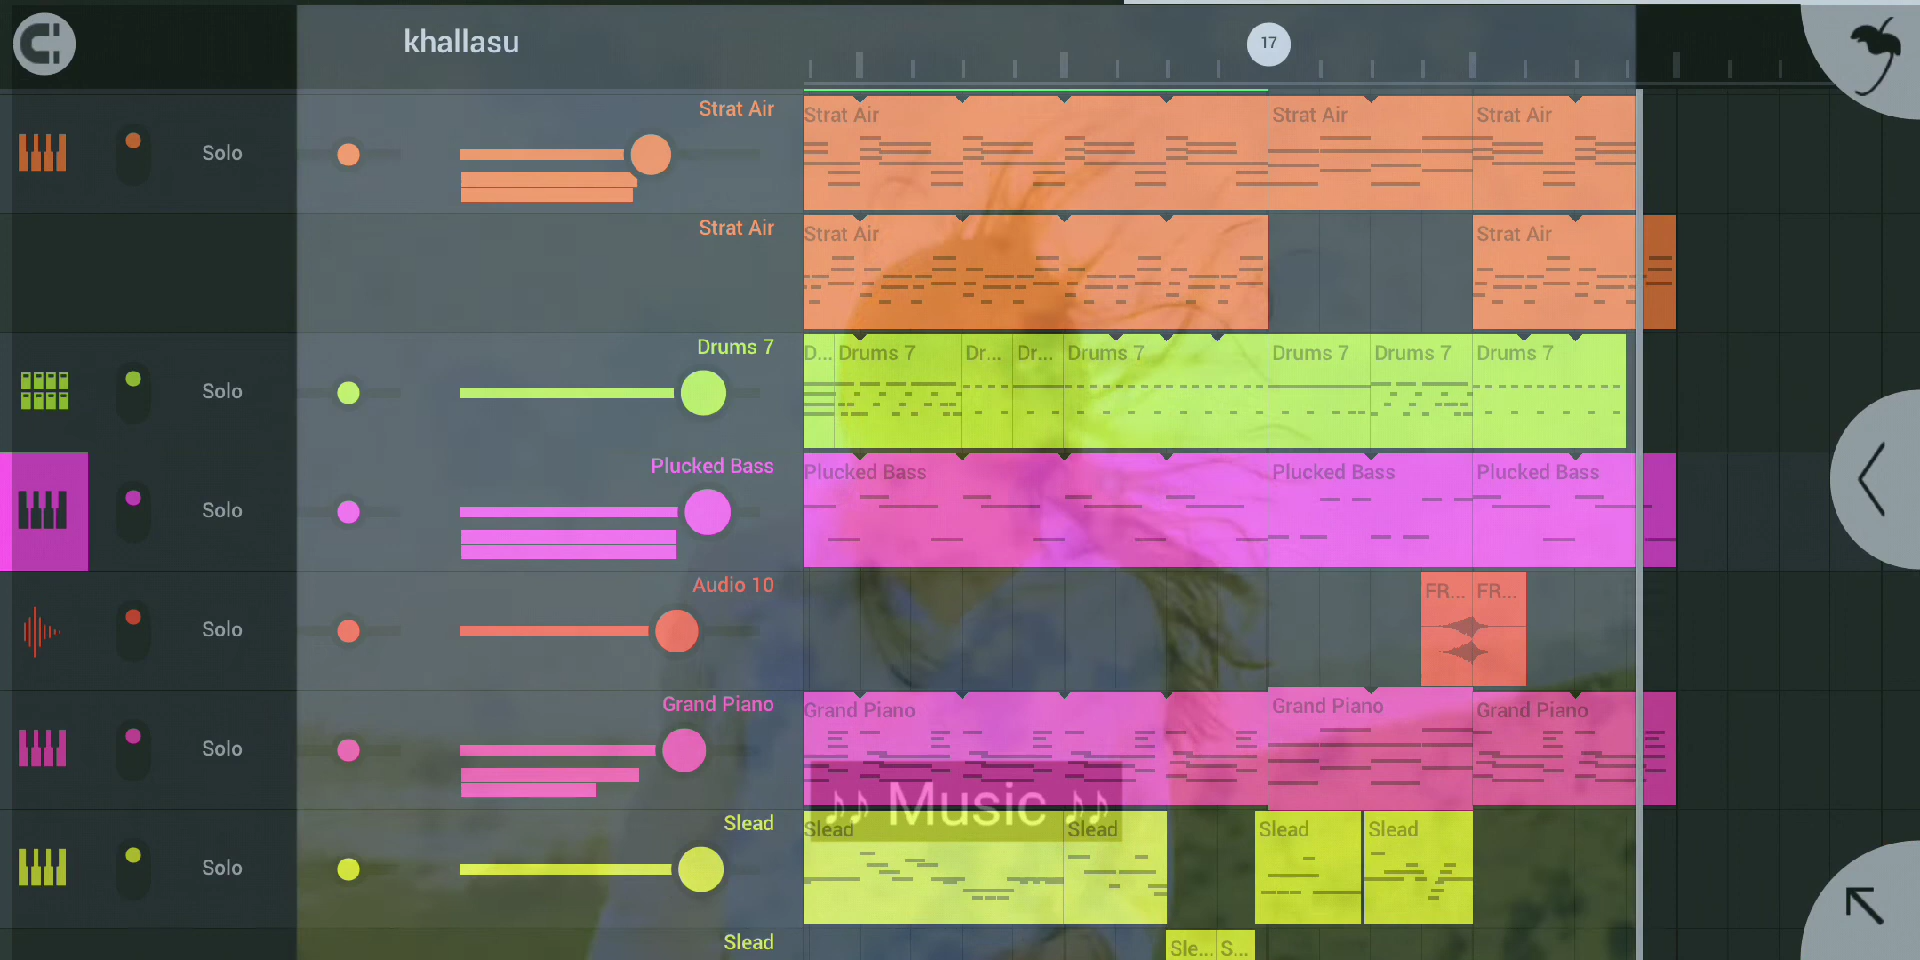 khallasu
17
Strat Air
Strat Air Strat Air Strat Air
Solo
Strat Air
Strat Air Strat Air
Drums 7
D... Drums 7 Dr... Dr... Drums 7 Drums 7 Drums 7 Drums 7
Solo
Plucked Bass
Plucked Bass Plucked Bass Plucked Bass
Solo
Audio 10
FR... FR...
Solo
Grand Piano
Grand Piano Grand Piano Grand Piano
Solo
♪♪ Music ♪♪
Slead
Slead Slead Slead Slead
Solo
Slead
Sle... S...